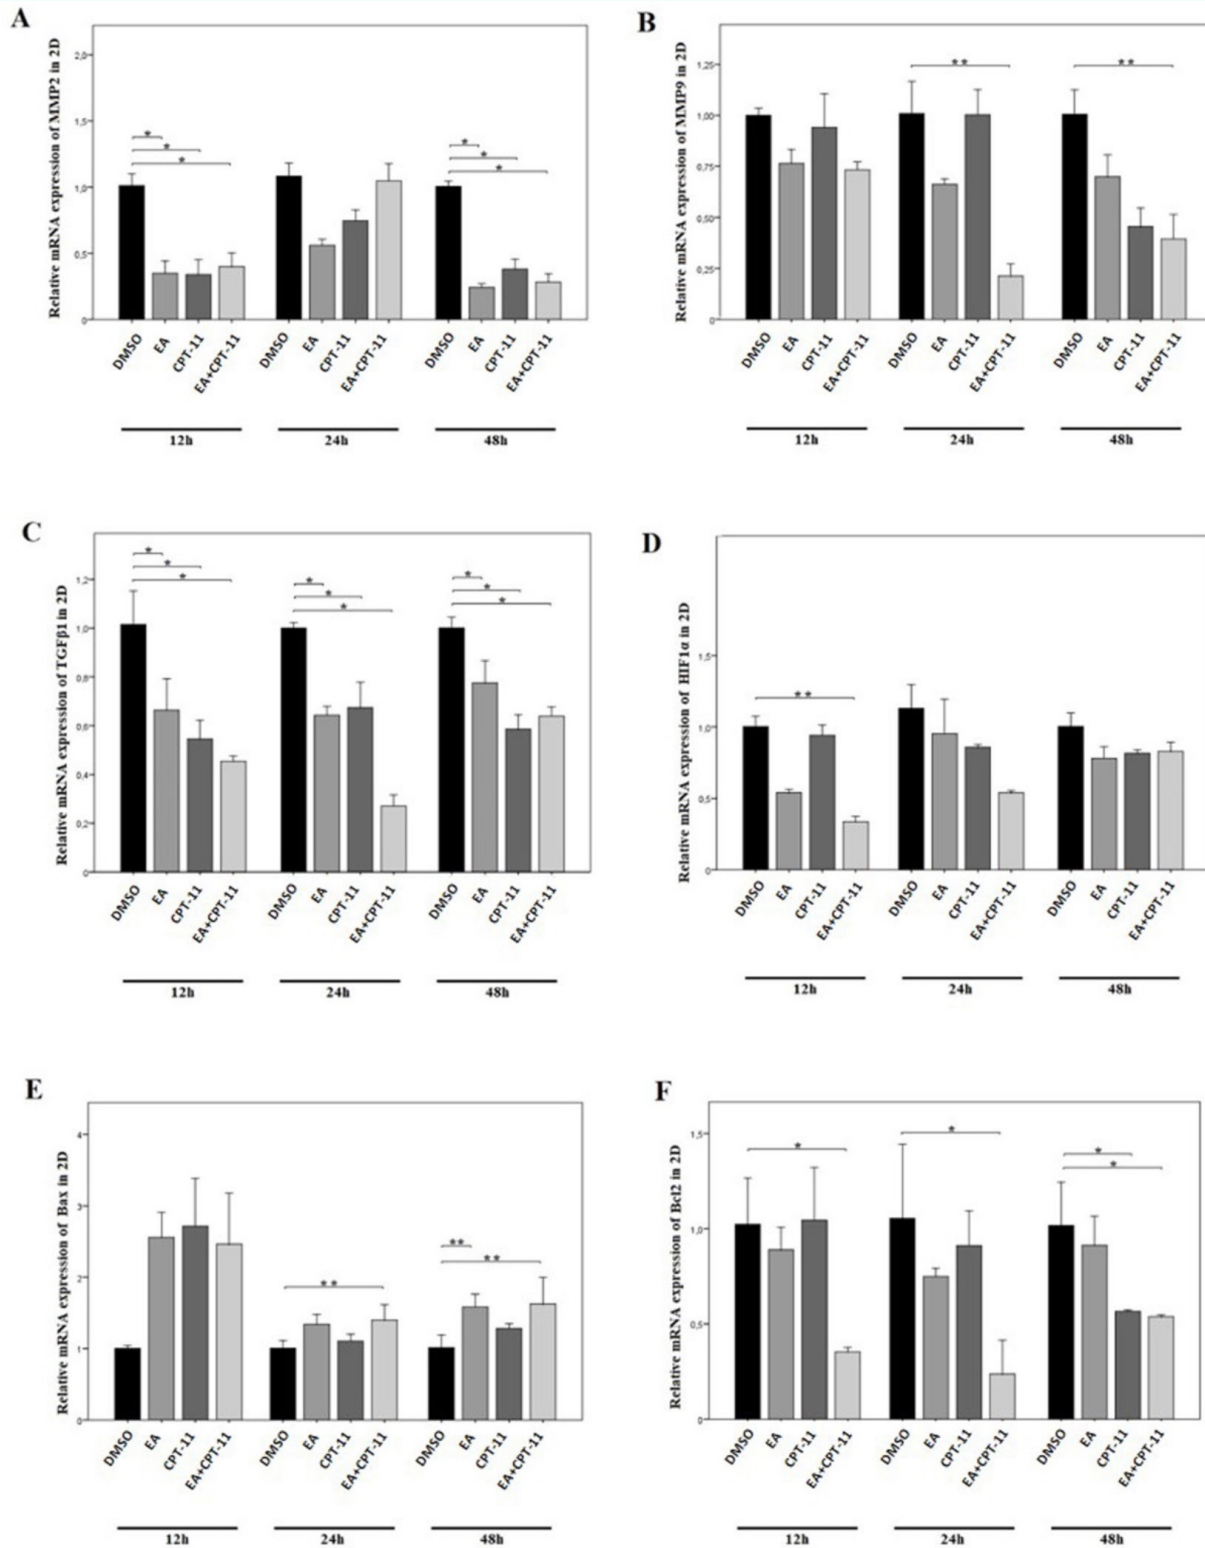 A
Relative mRNA expression of MMP2 in 2D
2,0
1,5
1,0
0,5
0
* * *
* * *
DMSO EA CPT-11 EA+CPT-11 DMSO EA CPT-11 EA+CPT-11 DMSO EA CPT-11 EA+CPT-11
12h 24h 48h
B
Relative mRNA expression of MMP9 in 2D
1,25
1,00
0,75
0,50
0,25
0
** **
DMSO EA CPT-11 EA+CPT-11 DMSO EA CPT-11 EA+CPT-11 DMSO EA CPT-11 EA+CPT-11
12h 24h 48h
C
Relative mRNA expression of TGFβ1 in 2D
1,2
1,0
0,8
0,6
0,4
0,2
0
* * *
* * *
* * *
DMSO EA CPT-11 EA+CPT-11 DMSO EA CPT-11 EA+CPT-11 DMSO EA CPT-11 EA+CPT-11
12h 24h 48h
D
Relative mRNA expression of HIF1α in 2D
1,5
1,0
0,5
0
**
DMSO EA CPT-11 EA+CPT-11 DMSO EA CPT-11 EA+CPT-11 DMSO EA CPT-11 EA+CPT-11
12h 24h 48h
E
Relative mRNA expression of Bax in 2D
4
3
2
1
0
** ** **
DMSO EA CPT-11 EA+CPT-11 DMSO EA CPT-11 EA+CPT-11 DMSO EA CPT-11 EA+CPT-11
12h 24h 48h
F
Relative mRNA expression of Bcl2 in 2D
1,5
1,0
0,5
0
* * * *
DMSO EA CPT-11 EA+CPT-11 DMSO EA CPT-11 EA+CPT-11 DMSO EA CPT-11 EA+CPT-11
12h 24h 48h